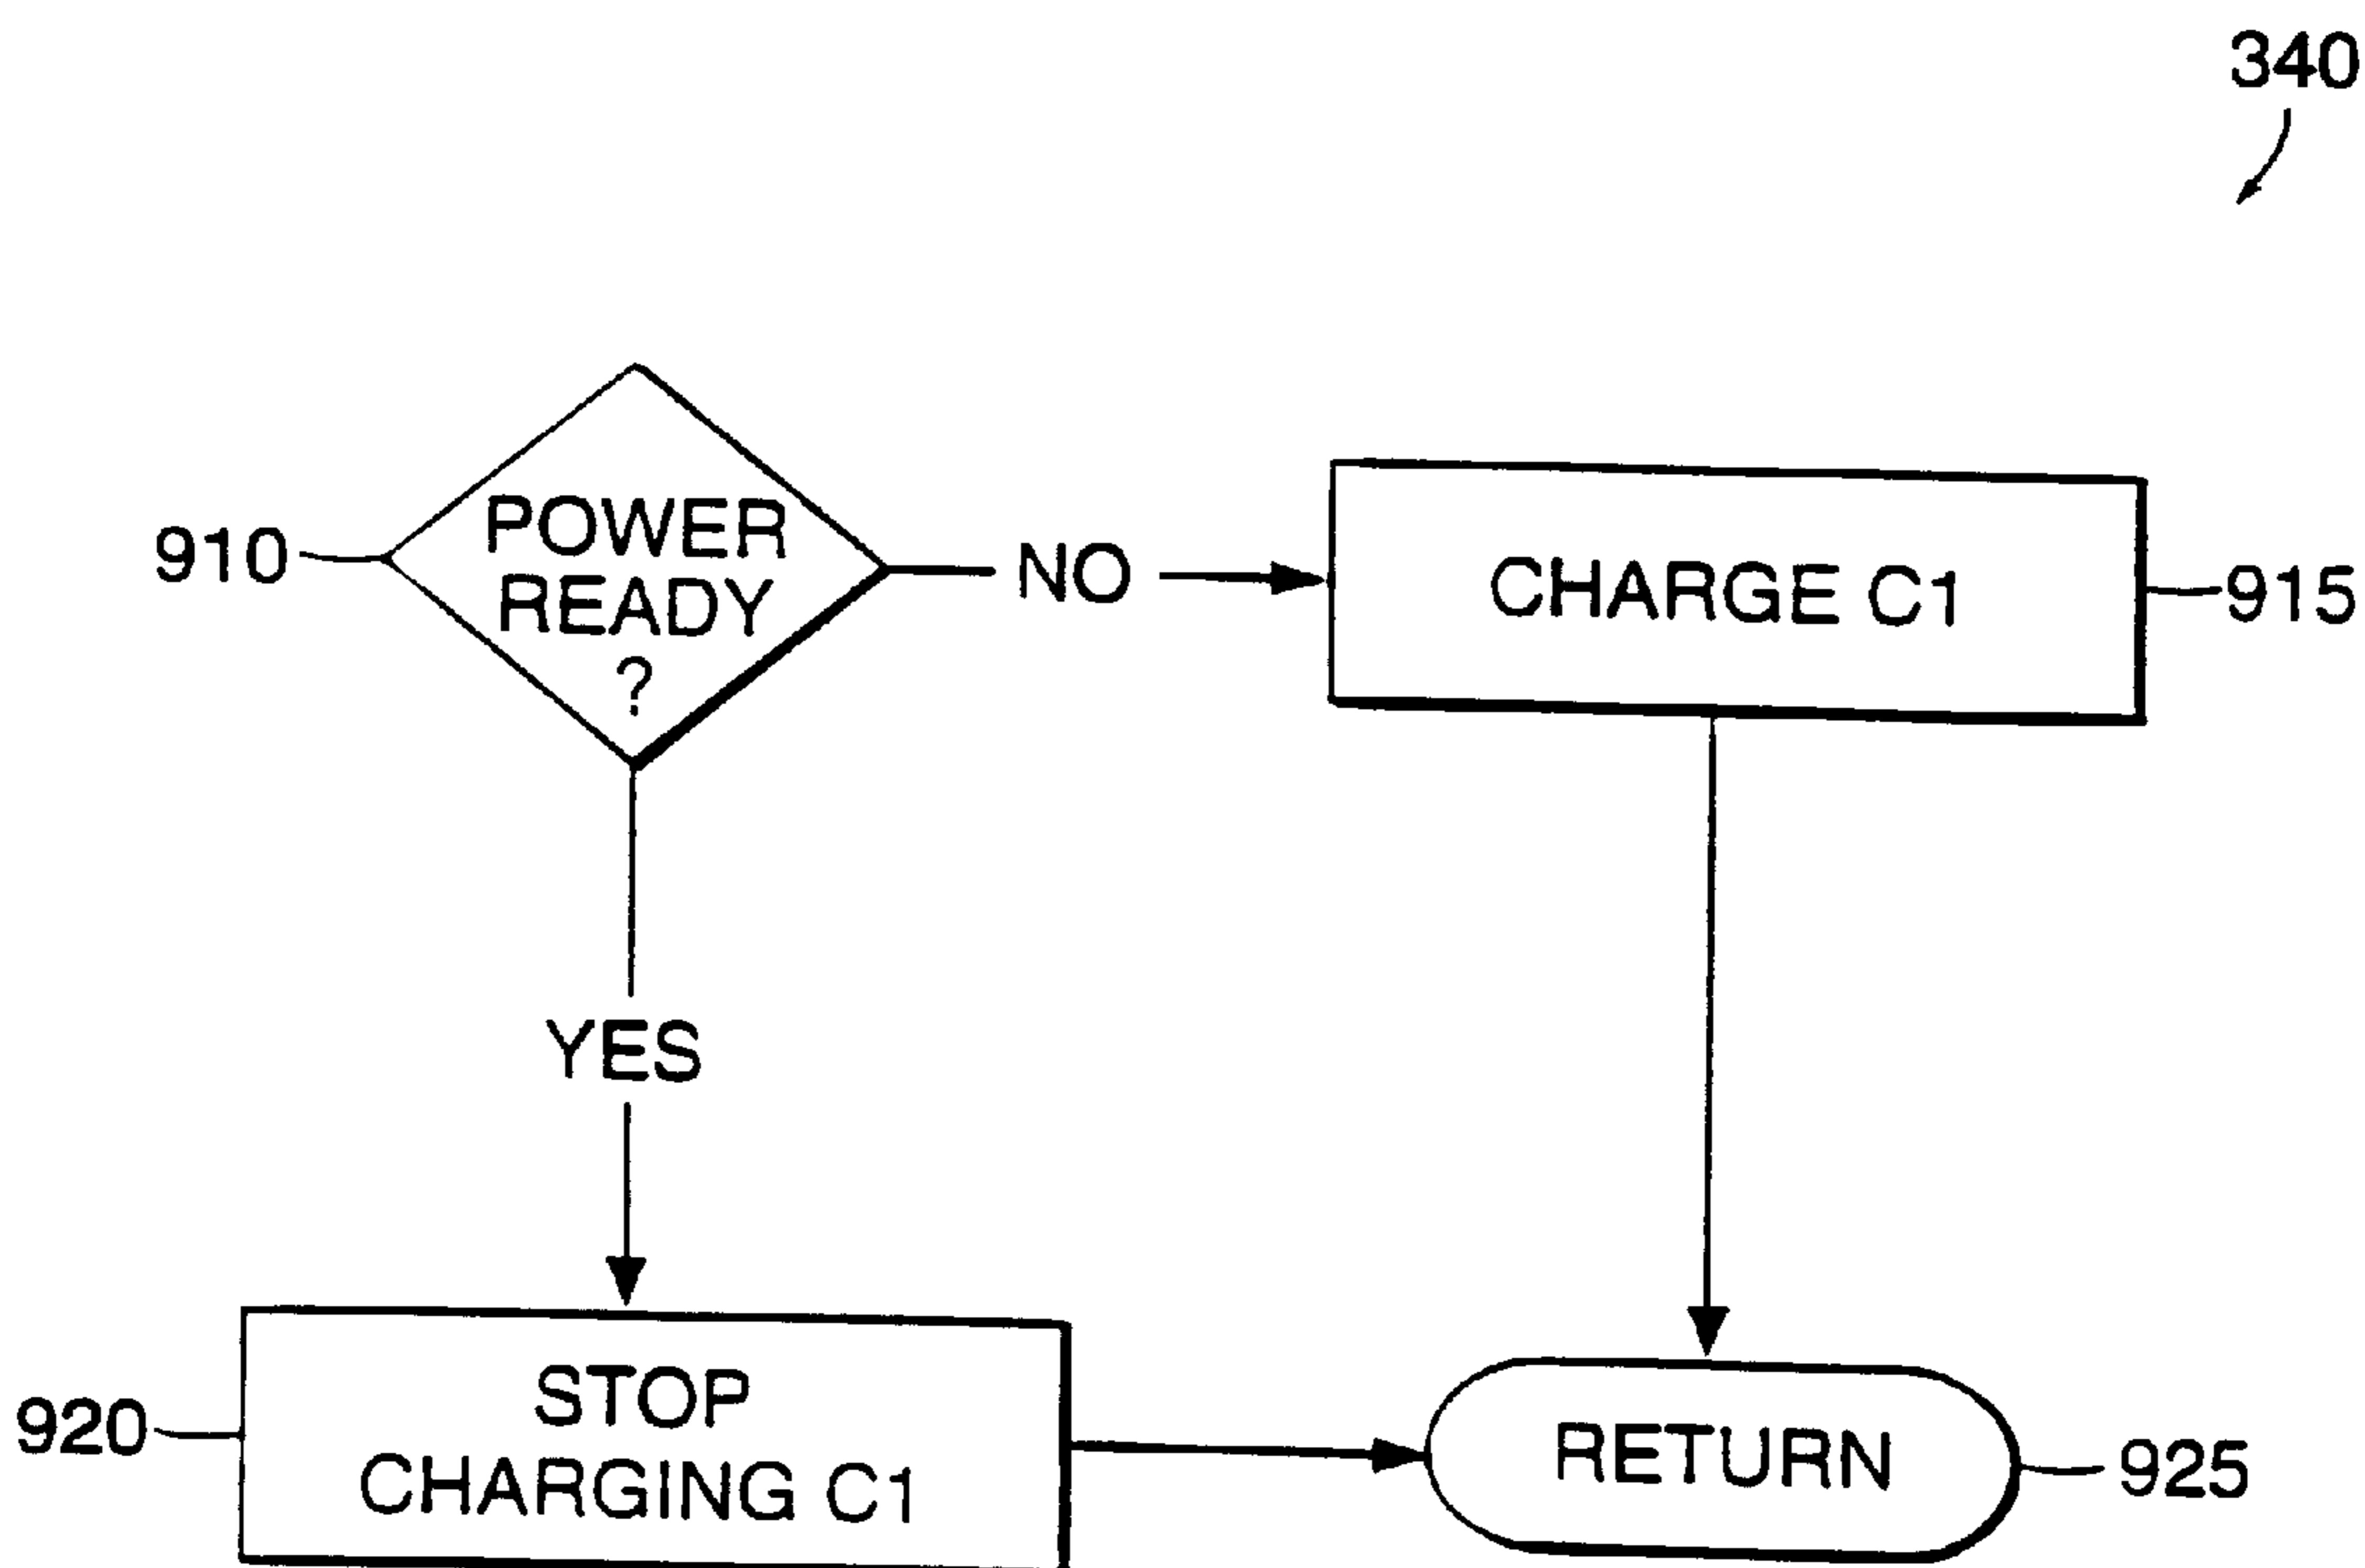 340
POWER
READY
?
910
NO
CHARGE C1
915
YES
STOP
CHARGING C1
920
RETURN
925